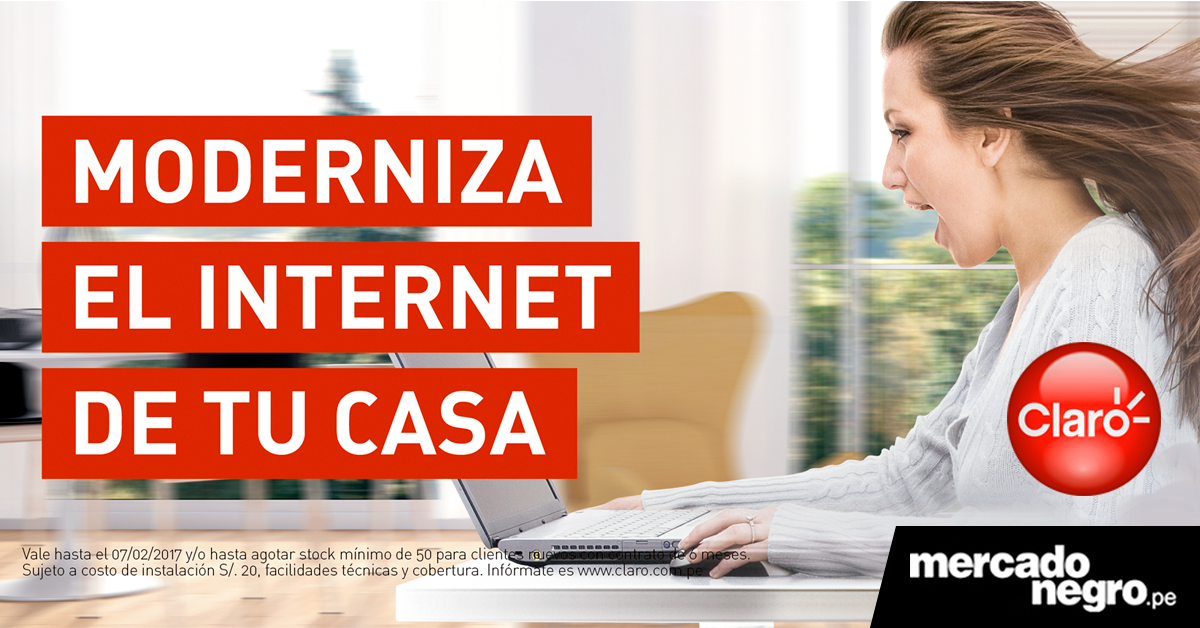 MODERNIZA
EL INTERNET
DE TU CASA
Claro
Vale hasta el 07/02/2017 y/o hasta agotar stock mínimo de 50 para clientes nuevos con contrato de 6 meses.
Sujeto a costo de instalación S/. 20, facilidades técnicas y cobertura. Infórmate es www.claro.com.pe
mercado
negro.pe